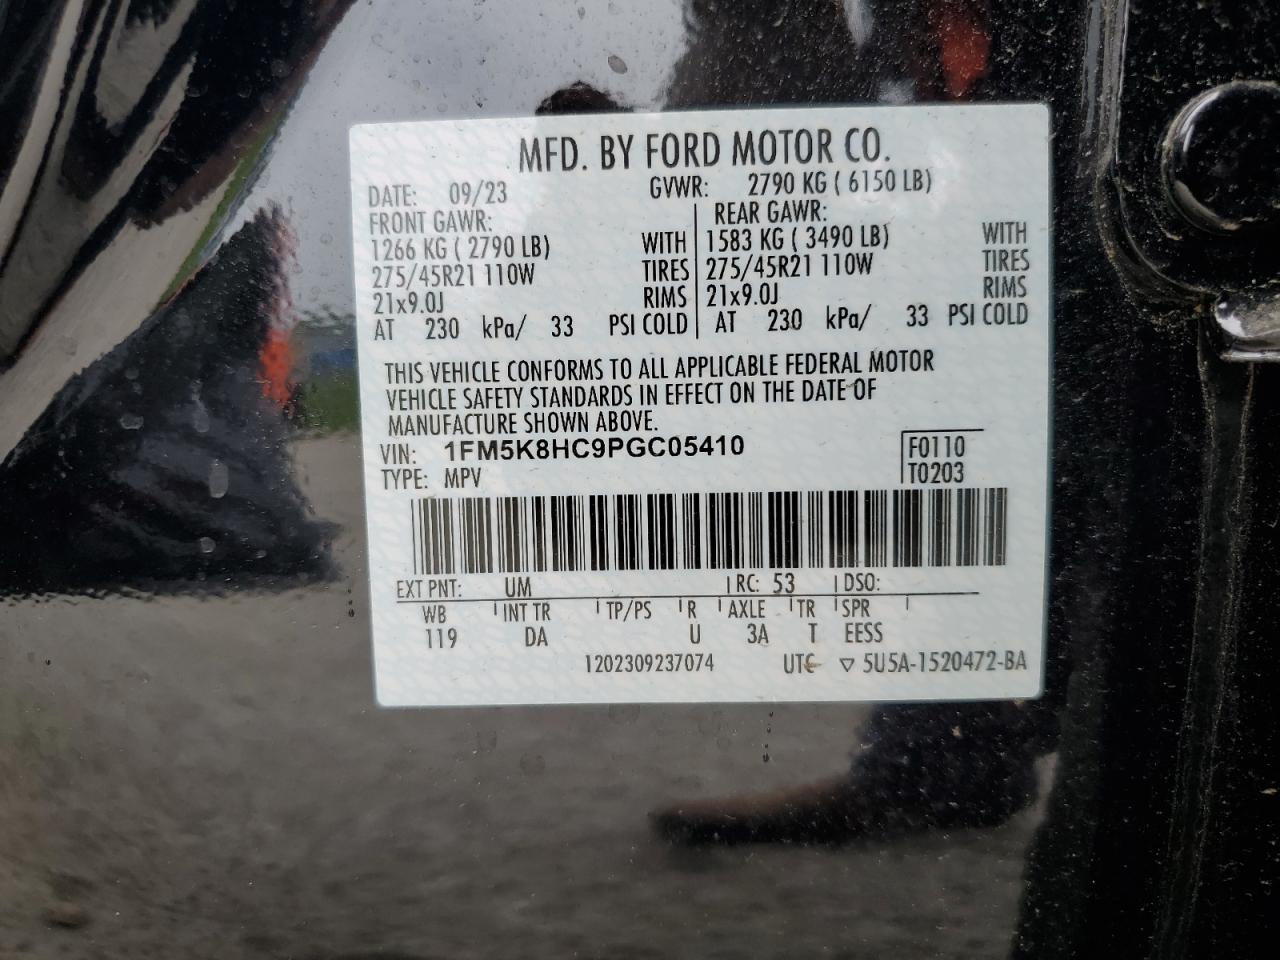 MFD. BY FORD MOTOR CO.
DATE: 09/23 GVWR: 2790 KG ( 6150 LB)
FRONT GAWR: REAR GAWR:
1266 KG ( 2790 LB) WITH 1583 KG ( 3490 LB) WITH
275/45R21 110W TIRES 275/45R21 110W TIRES
21x9.0J RIMS 21x9.0J RIMS
AT 230 kPa/ 33 PSI COLD AT 230 kPa/ 33 PSI COLD
THIS VEHICLE CONFORMS TO ALL APPLICABLE FEDERAL MOTOR
VEHICLE SAFETY STANDARDS IN EFFECT ON THE DATE OF
MANUFACTURE SHOWN ABOVE.
VIN: 1FM5K8HC9PGC05410 F0110
TYPE: MPV T0203
EXT PNT: UM RC: 53 DSO:
WB INT TR TP/PS R AXLE TR SPR
119 DA U 3A T EESS
1202309237074 UTC ▽ 5U5A-1520472-BA